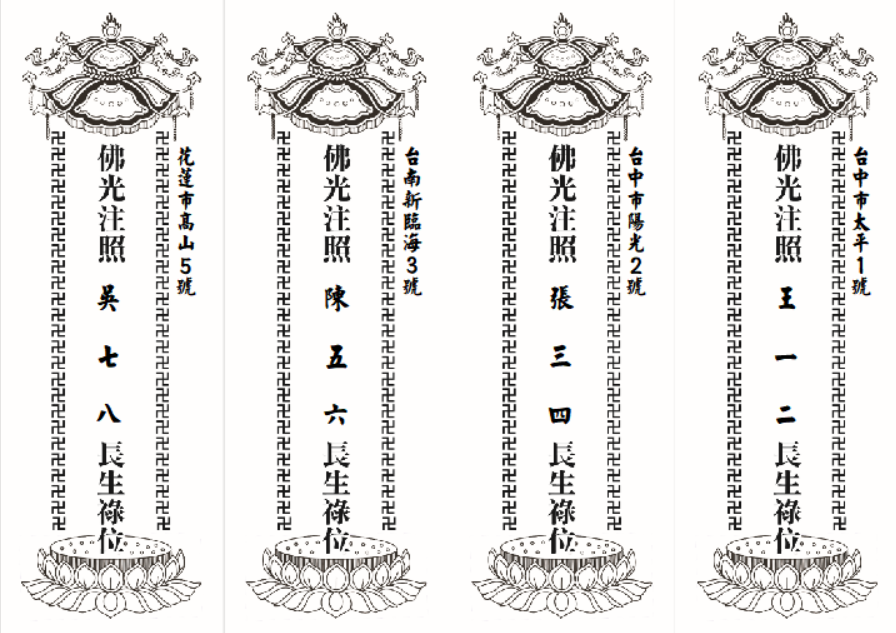 台中市太平1號
佛光注照 王一二 長生祿位
台中市陽光2號
佛光注照 張三四 長生祿位
台南新臨海3號
佛光注照 陳五六 長生祿位
花蓮市高山5號
佛光注照 吳七八 長生祿位